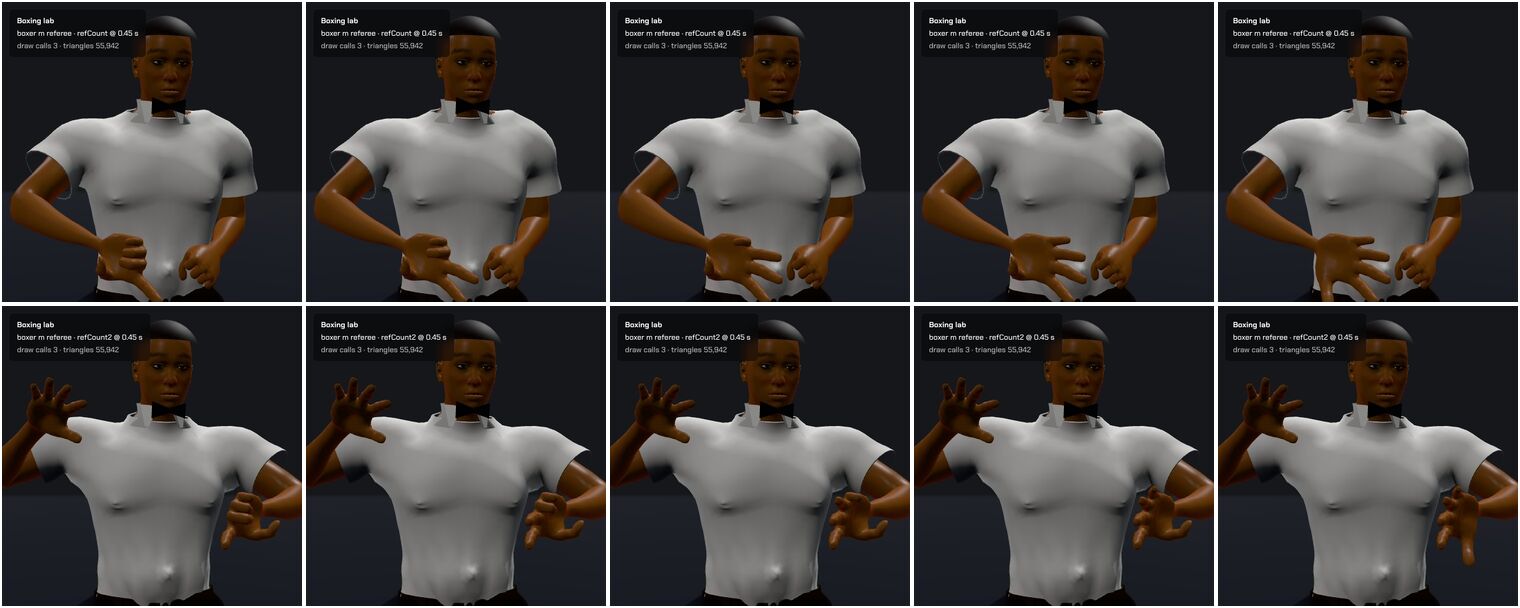 Boxing lab
boxer m referee · refCount @ 0.45 s
draw calls 3 · triangles 55,942
Boxing lab
boxer m referee · refCount @ 0.45 s
draw calls 3 · triangles 55,942
Boxing lab
boxer m referee · refCount @ 0.45 s
draw calls 3 · triangles 55,942
Boxing lab
boxer m referee · refCount @ 0.45 s
draw calls 3 · triangles 55,942
Boxing lab
boxer m referee · refCount @ 0.45 s
draw calls 3 · triangles 55,942
Boxing lab
boxer m referee · refCount2 @ 0.45 s
draw calls 3 · triangles 55,942
Boxing lab
boxer m referee · refCount2 @ 0.45 s
draw calls 3 · triangles 55,942
Boxing lab
boxer m referee · refCount2 @ 0.45 s
draw calls 3 · triangles 55,942
Boxing lab
boxer m referee · refCount2 @ 0.45 s
draw calls 3 · triangles 55,942
Boxing lab
boxer m referee · refCount2 @ 0.45 s
draw calls 3 · triangles 55,942